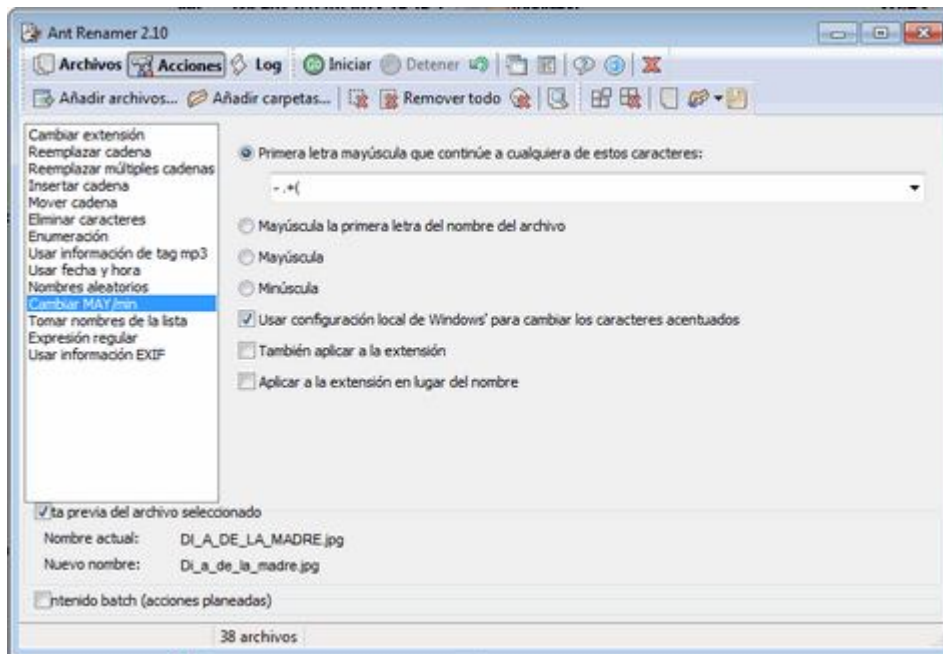 Ant Renamer 2.10
Archivos Acciones Log Iniciar Detener
Añadir archivos... Añadir carpetas... Remover todo
Cambiar extensión
Reemplazar cadena
Reemplazar múltiples cadenas
Insertar cadena
Mover cadena
Eliminar caracteres
Enumeración
Usar información de tag mp3
Usar fecha y hora
Nombres aleatorios
Cambiar MAY/min
Tomar nombres de la lista
Expresión regular
Usar información EXIF
Primera letra mayúscula que continúe a cualquiera de estos caracteres:
- .+(
Mayúscula la primera letra del nombre del archivo
Mayúscula
Minúscula
Usar configuración local de Windows' para cambiar los caracteres acentuados
También aplicar a la extensión
Aplicar a la extensión en lugar del nombre
ta previa del archivo seleccionado
Nombre actual: DI_A_DE_LA_MADRE.jpg
Nuevo nombre: Di_a_de_la_madre.jpg
ntenido batch (acciones planeadas)
38 archivos